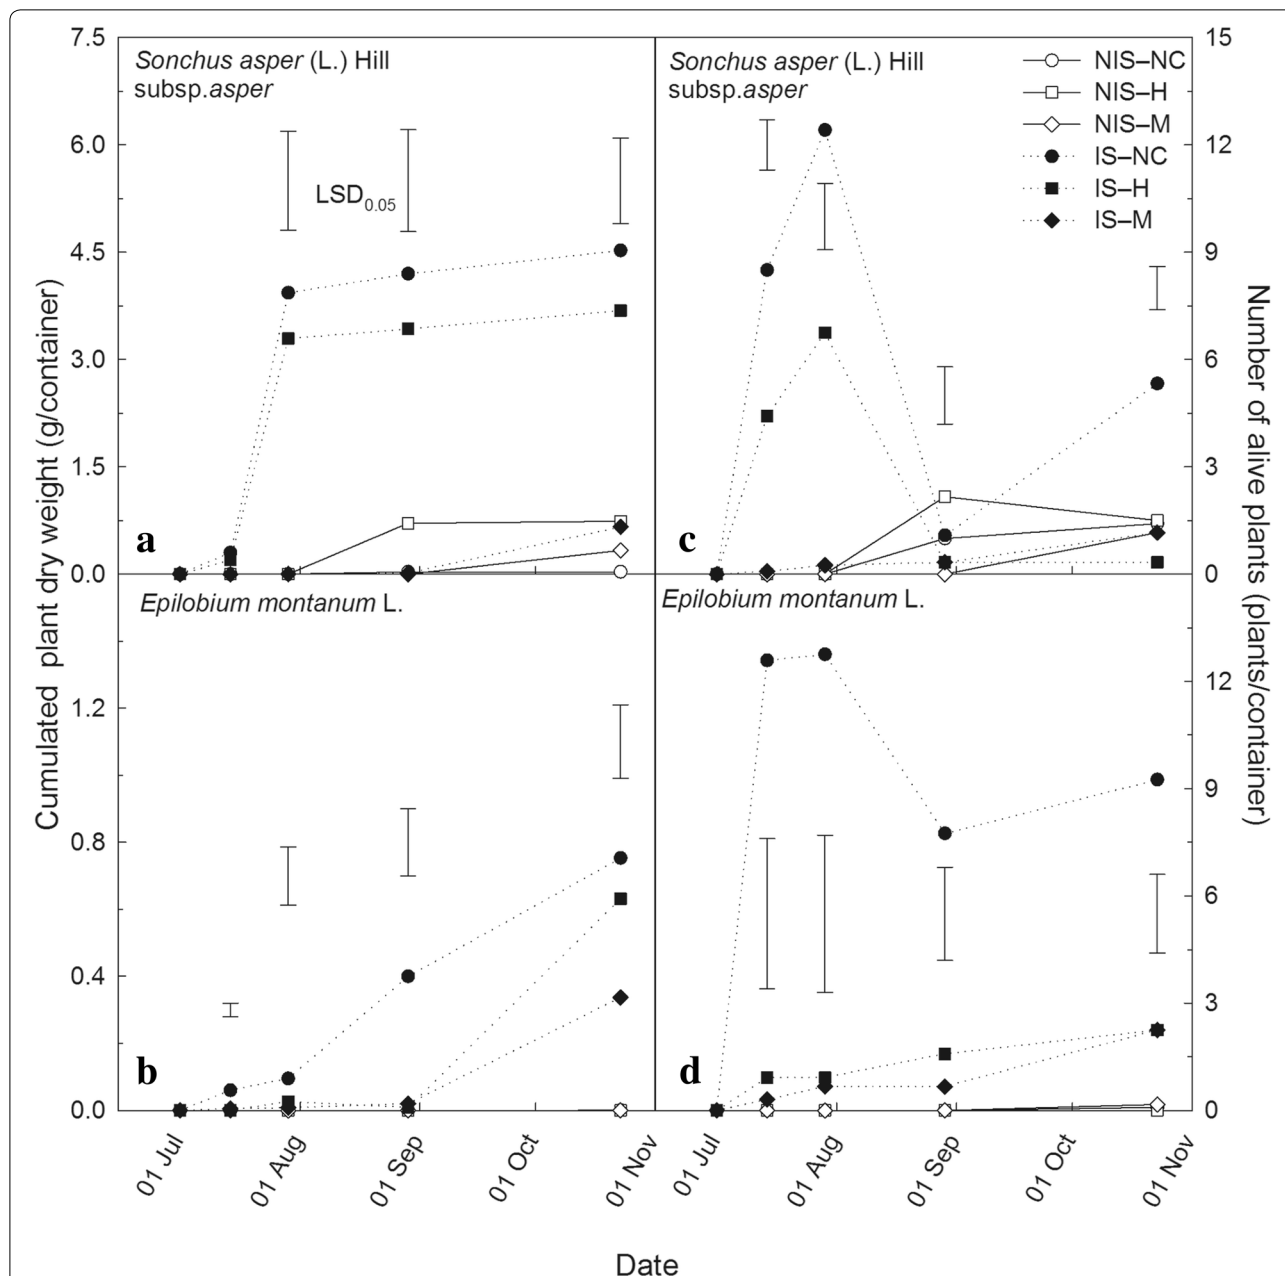 7.5
6.0
4.5
3.0
1.5
0.0
Sonchus asper (L.) Hill
subsp.asper
LSD0.05
a
Sonchus asper (L.) Hill
subsp.asper
NIS–NC
NIS–H
NIS–M
IS–NC
IS–H
IS–M
c
15
12
9
6
3
0
Cumulated plant dry weight (g/container)
Number of alive plants (plants/container)
Epilobium montanum L.
1.2
0.8
0.4
0.0
b
Epilobium montanum L.
d
12
9
6
3
0
01 Jul
01 Aug
01 Sep
01 Oct
01 Nov
01 Jul
01 Aug
01 Sep
01 Oct
01 Nov
Date